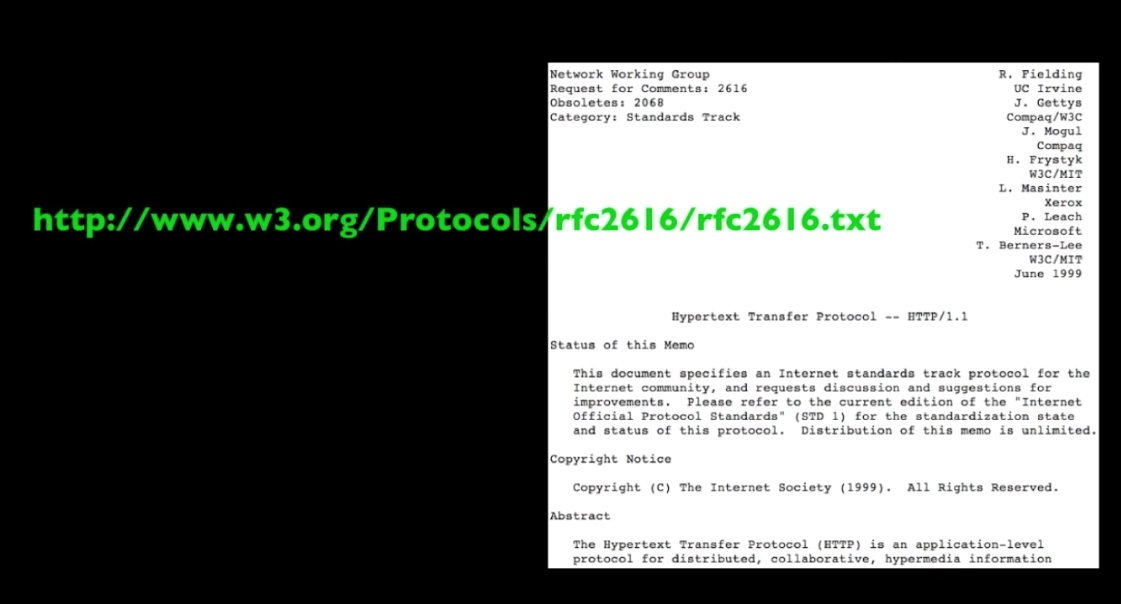 Network Working Group R. Fielding
Request for Comments: 2616 UC Irvine
Obsoletes: 2068 J. Gettys
Category: Standards Track Compaq/W3C
J. Mogul
Compaq
H. Frystyk
W3C/MIT
L. Masinter
Xerox
http://www.w3.org/Protocols/rfc2616/rfc2616.txt
P. Leach
Microsoft
T. Berners-Lee
W3C/MIT
June 1999
Hypertext Transfer Protocol -- HTTP/1.1
Status of this Memo
This document specifies an Internet standards track protocol for the
Internet community, and requests discussion and suggestions for
improvements. Please refer to the current edition of the "Internet
Official Protocol Standards" (STD 1) for the standardization state
and status of this protocol. Distribution of this memo is unlimited.
Copyright Notice
Copyright (C) The Internet Society (1999). All Rights Reserved.
Abstract
The Hypertext Transfer Protocol (HTTP) is an application-level
protocol for distributed, collaborative, hypermedia information